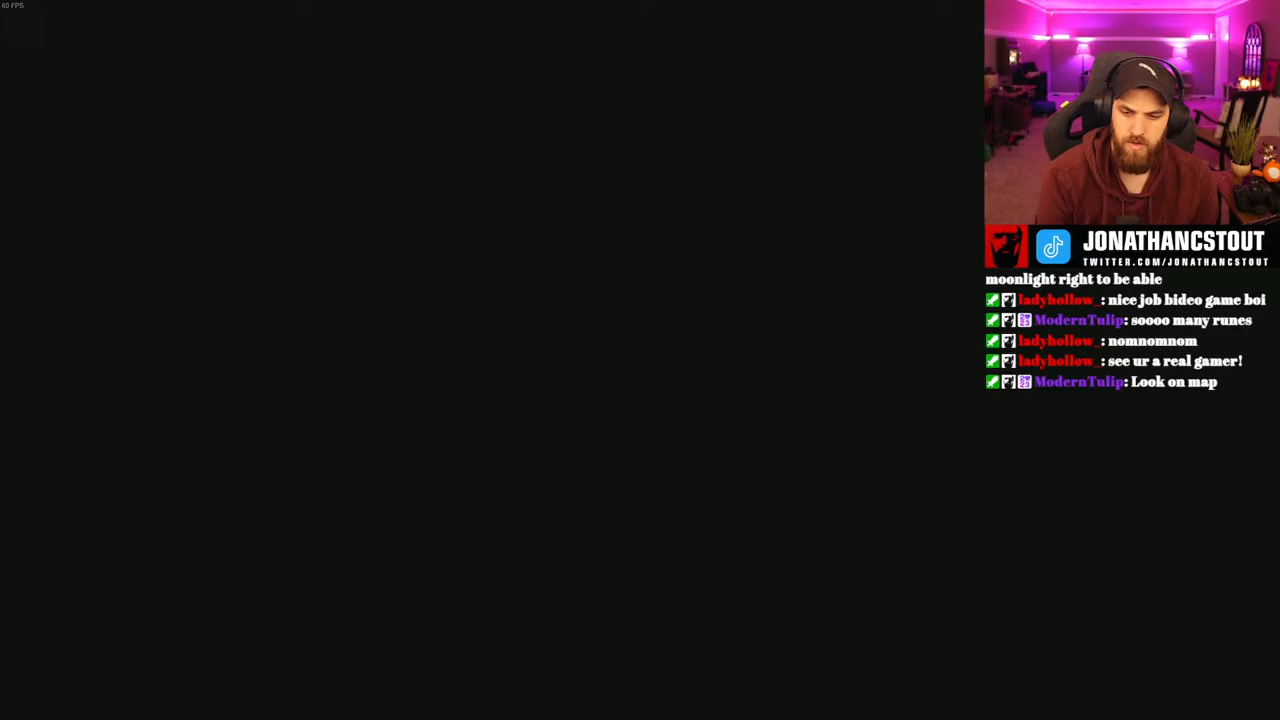 60 FPS
JONATHANCSTOUT
TWITTER.COM/JONATHANCSTOUT
moonlight right to be able
ladyhollow_: nice job bideo game boi
ModernTulip: soooo many runes
ladyhollow_: nomnomnom
ladyhollow_: see ur a real gamer!
ModernTulip: Look on map